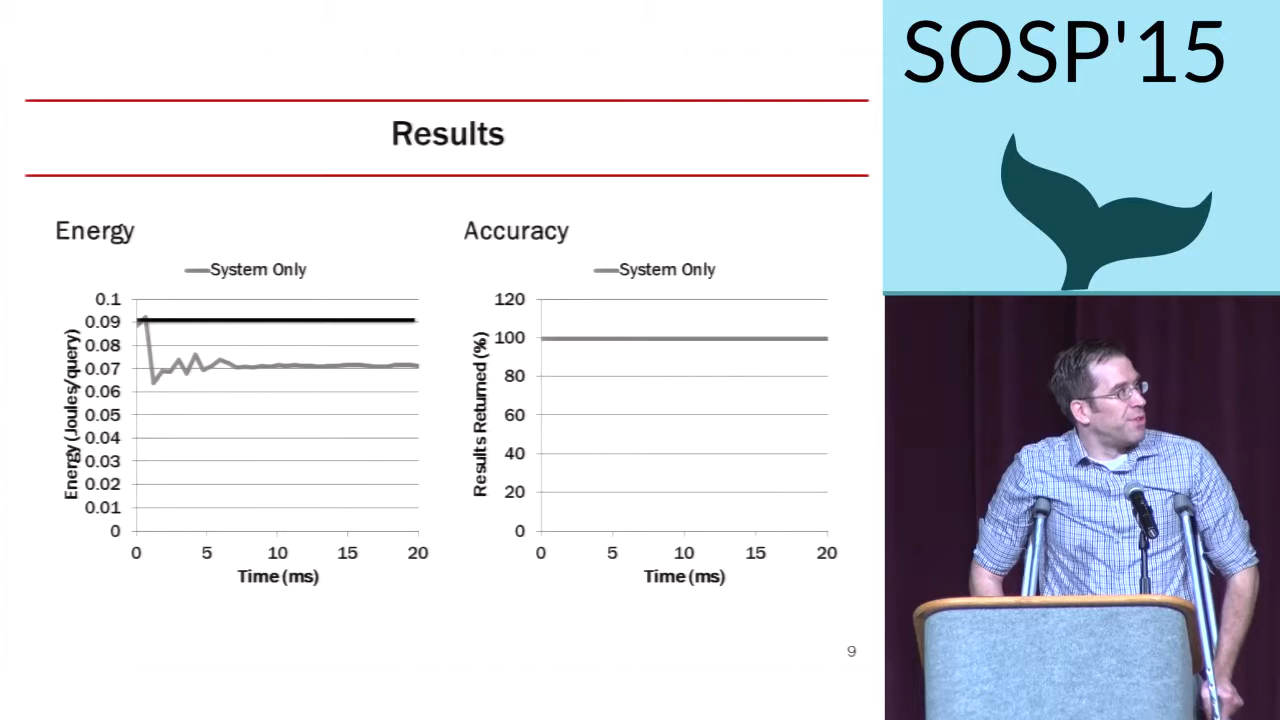 SOSP'15
Results
Energy
System Only
Energy (Joules/query)
0.1
0.09
0.08
0.07
0.06
0.05
0.04
0.03
0.02
0.01
0
0 5 10 15 20
Time (ms)
Accuracy
System Only
Results Returned (%)
120
100
80
60
40
20
0
0 5 10 15 20
Time (ms)
9